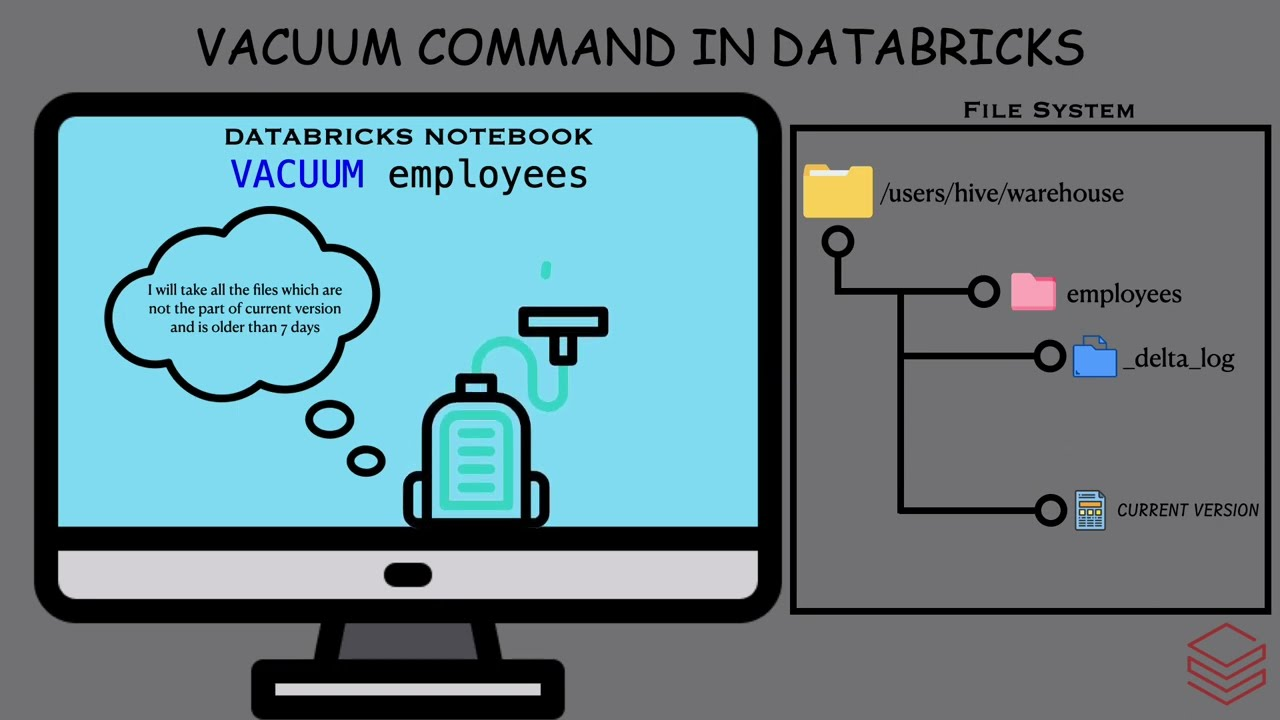 VACUUM COMMAND IN DATABRICKS
DATABRICKS NOTEBOOK
VACUUM employees
I will take all the files which are
not the part of current version
and is older than 7 days
File System
/users/hive/warehouse
employees
_delta_log
CURRENT VERSION